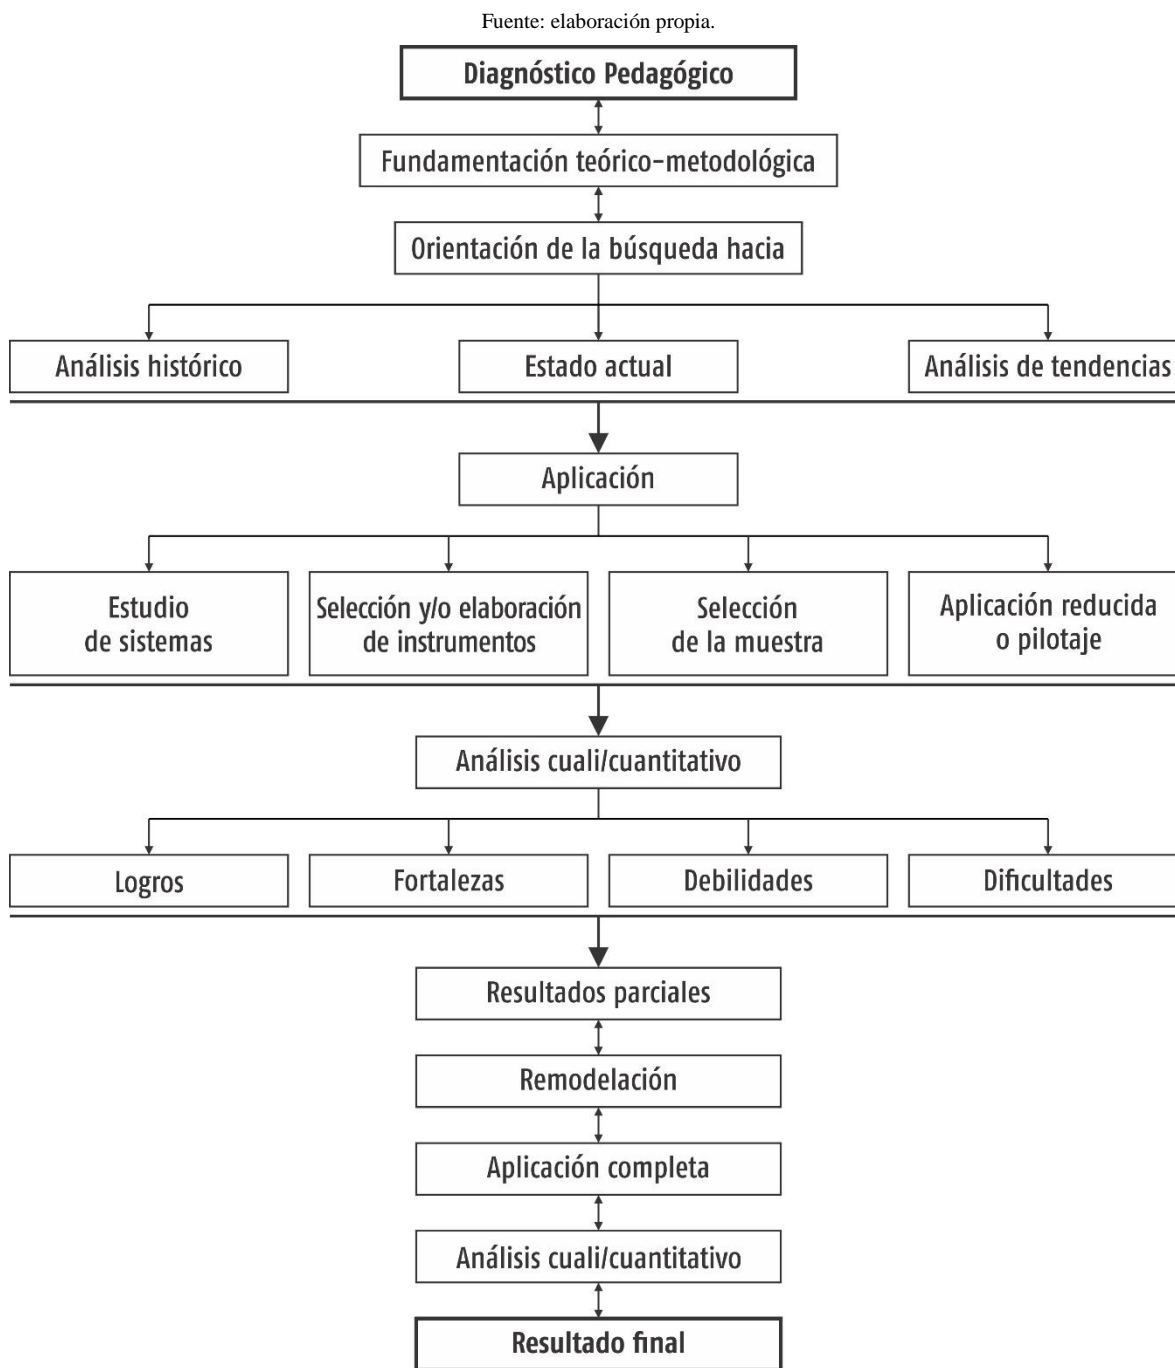 Fuente: elaboración propia.
Diagnóstico Pedagógico
Fundamentación teórico-metodológica
Orientación de la búsqueda hacia
Análisis histórico
Estado actual
Análisis de tendencias
Aplicación
Estudio
de sistemas
Selección y/o elaboración
de instrumentos
Selección
de la muestra
Aplicación reducida
o pilotaje
Análisis cuali/cuantitativo
Logros
Fortalezas
Debilidades
Dificultades
Resultados parciales
Remodelación
Aplicación completa
Análisis cuali/cuantitativo
Resultado final